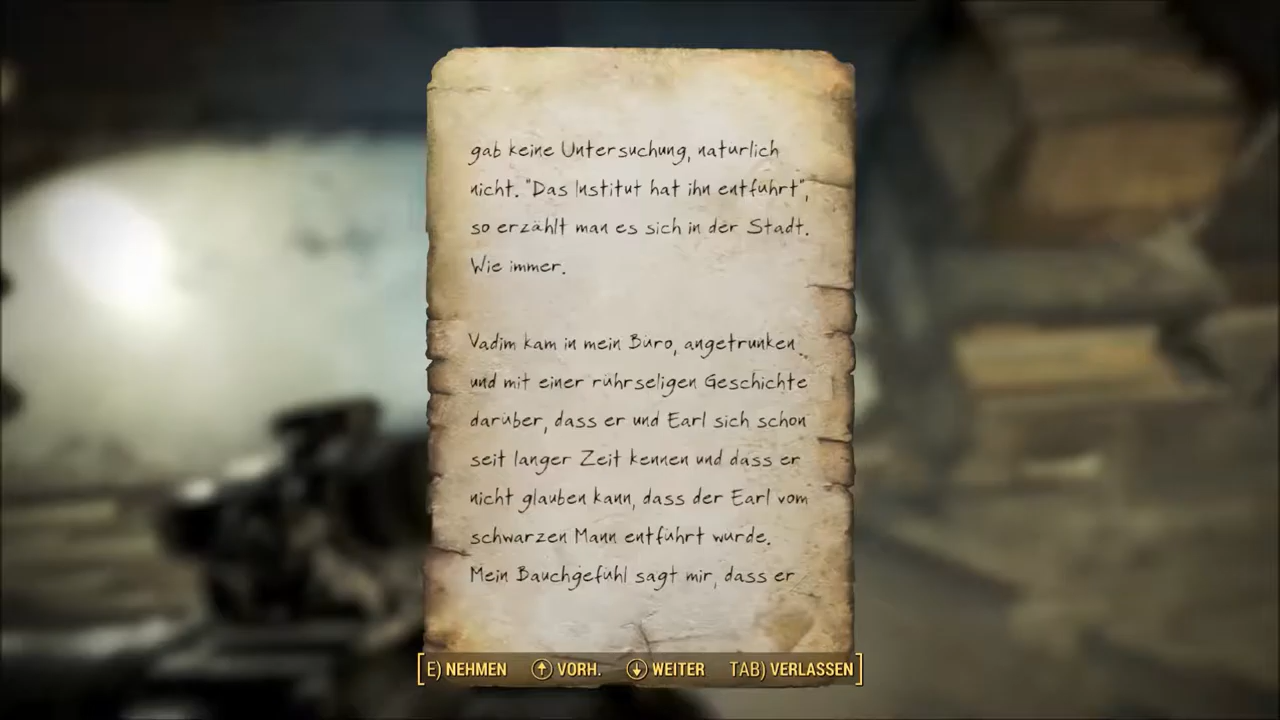 gab keine Untersuchung, natürlich
nicht. "Das Institut hat ihn entführt",
so erzählt man es sich in der Stadt.
Wie immer.
Vadim kam in mein Büro, angetrunken
und mit einer rührseligen Geschichte
darüber, dass er und Earl sich schon
seit langer Zeit kennen und dass er
nicht glauben kann, dass der Earl vom
schwarzen Mann entführt wurde.
Mein Bauchgefühl sagt mir, dass er
E) NEHMEN VORH. WEITER TAB) VERLASSEN